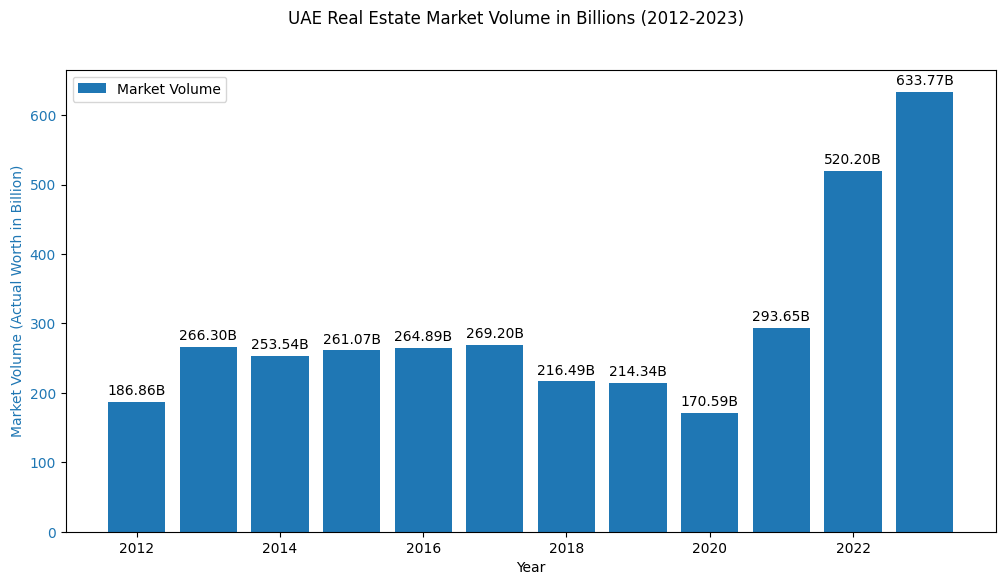 UAE Real Estate Market Volume in Billions (2012-2023)
Market Volume
Market Volume (Actual Worth in Billion)
600
500
400
300
200
100
0
186.86B
266.30B
253.54B
261.07B
264.89B
269.20B
216.49B
214.34B
170.59B
293.65B
520.20B
633.77B
2012
2014
2016
2018
2020
2022
Year